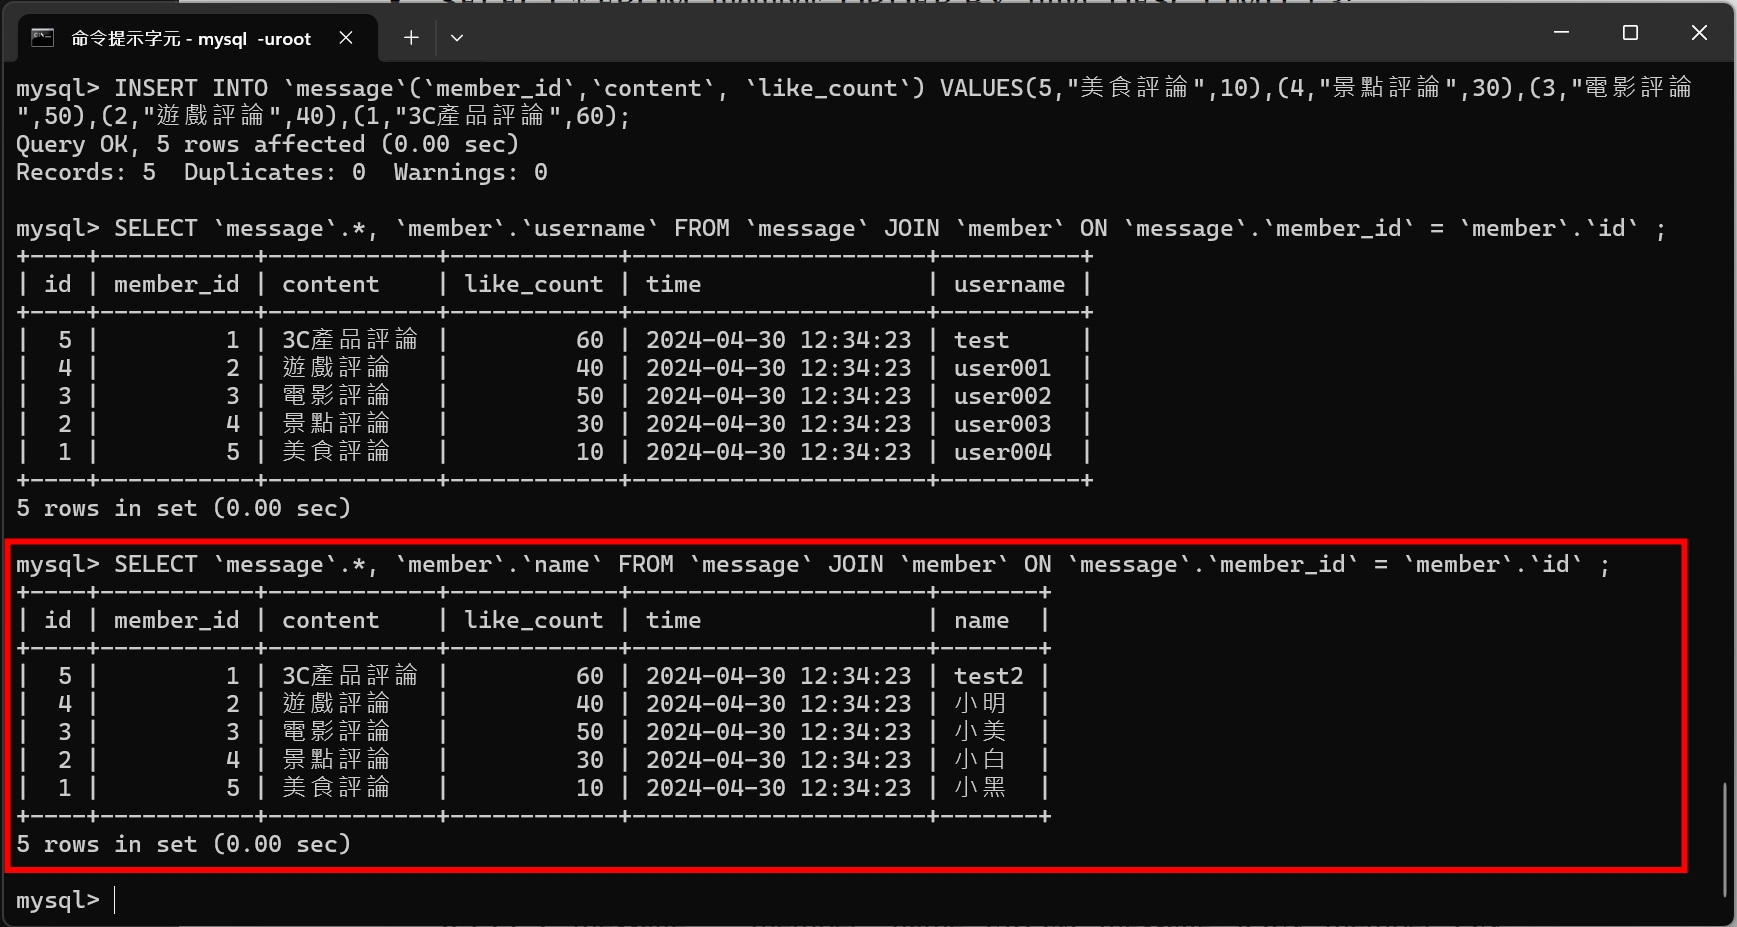 命令提示字元 - mysql  -uroot
mysql> INSERT INTO `message`(`member_id`,`content`, `like_count`) VALUES(5,"美食評論",10),(4,"景點評論",30),(3,"電影評論
",50),(2,"遊戲評論",40),(1,"3C產品評論",60);
Query OK, 5 rows affected (0.00 sec)
Records: 5  Duplicates: 0  Warnings: 0
mysql> SELECT `message`.*, `member`.`username` FROM `message` JOIN `member` ON `message`.`member_id` = `member`.`id` ;
+----+-----------+------------+------------+---------------------+----------+
| id | member_id | content    | like_count | time                | username |
+----+-----------+------------+------------+---------------------+----------+
|  5 |         1 | 3C產品評論 |         60 | 2024-04-30 12:34:23 | test     |
|  4 |         2 | 遊戲評論   |         40 | 2024-04-30 12:34:23 | user001  |
|  3 |         3 | 電影評論   |         50 | 2024-04-30 12:34:23 | user002  |
|  2 |         4 | 景點評論   |         30 | 2024-04-30 12:34:23 | user003  |
|  1 |         5 | 美食評論   |         10 | 2024-04-30 12:34:23 | user004  |
+----+-----------+------------+------------+---------------------+----------+
5 rows in set (0.00 sec)
mysql> SELECT `message`.*, `member`.`name` FROM `message` JOIN `member` ON `message`.`member_id` = `member`.`id` ;
+----+-----------+------------+------------+---------------------+-------+
| id | member_id | content    | like_count | time                | name  |
+----+-----------+------------+------------+---------------------+-------+
|  5 |         1 | 3C產品評論 |         60 | 2024-04-30 12:34:23 | test2 |
|  4 |         2 | 遊戲評論   |         40 | 2024-04-30 12:34:23 | 小明  |
|  3 |         3 | 電影評論   |         50 | 2024-04-30 12:34:23 | 小美  |
|  2 |         4 | 景點評論   |         30 | 2024-04-30 12:34:23 | 小白  |
|  1 |         5 | 美食評論   |         10 | 2024-04-30 12:34:23 | 小黑  |
+----+-----------+------------+------------+---------------------+-------+
5 rows in set (0.00 sec)
mysql>